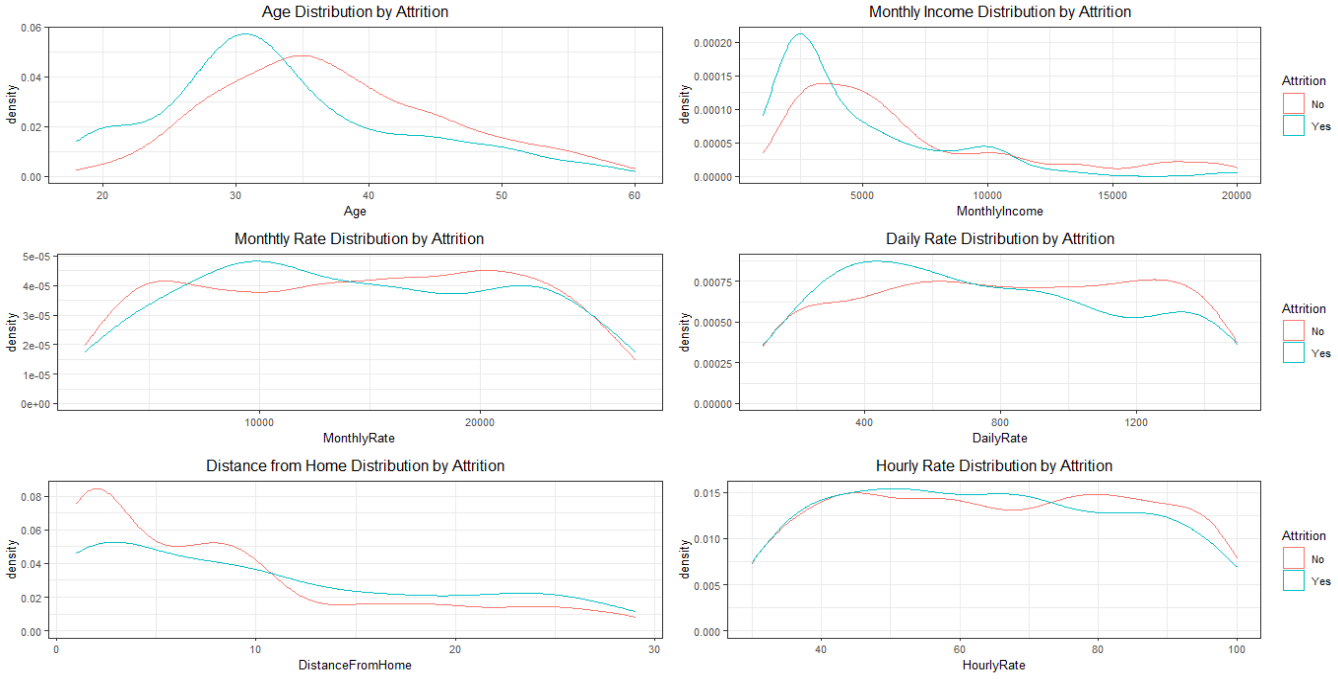 Age Distribution by Attrition
0.06
0.04
0.02
0.00
density
20 30 40 50 60
Age
Monthly Income Distribution by Attrition
0.00020
0.00015
0.00010
0.00005
0.00000
density
5000 10000 15000 20000
MonthlyIncome
Attrition
No
Yes
Monthtly Rate Distribution by Attrition
5e-05
4e-05
3e-05
2e-05
1e-05
0e+00
density
10000 20000
MonthlyRate
Daily Rate Distribution by Attrition
0.00075
0.00050
0.00025
0.00000
density
400 800 1200
DailyRate
Attrition
No
Yes
Distance from Home Distribution by Attrition
0.08
0.06
0.04
0.02
0.00
density
0 10 20 30
DistanceFromHome
Hourly Rate Distribution by Attrition
0.015
0.010
0.005
0.000
density
40 60 80 100
HourlyRate
Attrition
No
Yes